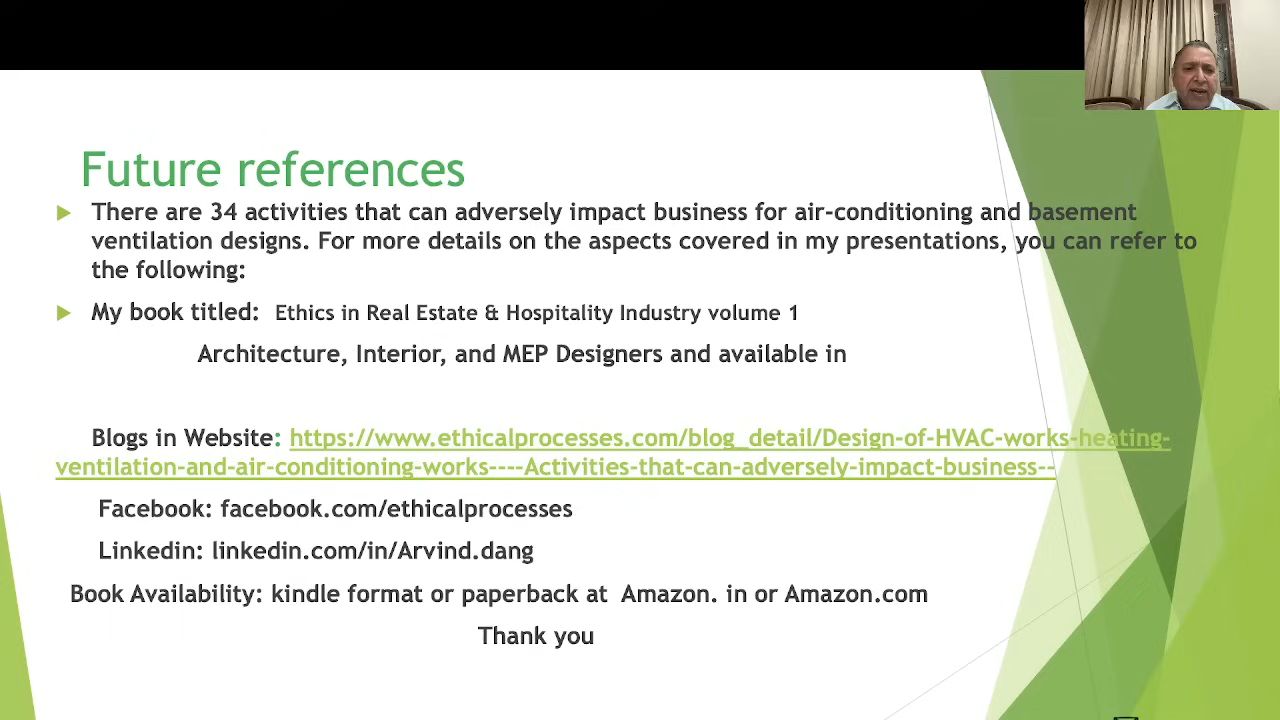 Future references
There are 34 activities that can adversely impact business for air-conditioning and basement
ventilation designs. For more details on the aspects covered in my presentations, you can refer to
the following:
My book titled: Ethics in Real Estate & Hospitality Industry volume 1
Architecture, Interior, and MEP Designers and available in
Blogs in Website: https://www.ethicalprocesses.com/blog_detail/Design-of-HVAC-works-heating-
ventilation-and-air-conditioning-works----Activities-that-can-adversely-impact-business--
Facebook: facebook.com/ethicalprocesses
Linkedin: linkedin.com/in/Arvind.dang
Book Availability: kindle format or paperback at Amazon. in or Amazon.com
Thank you